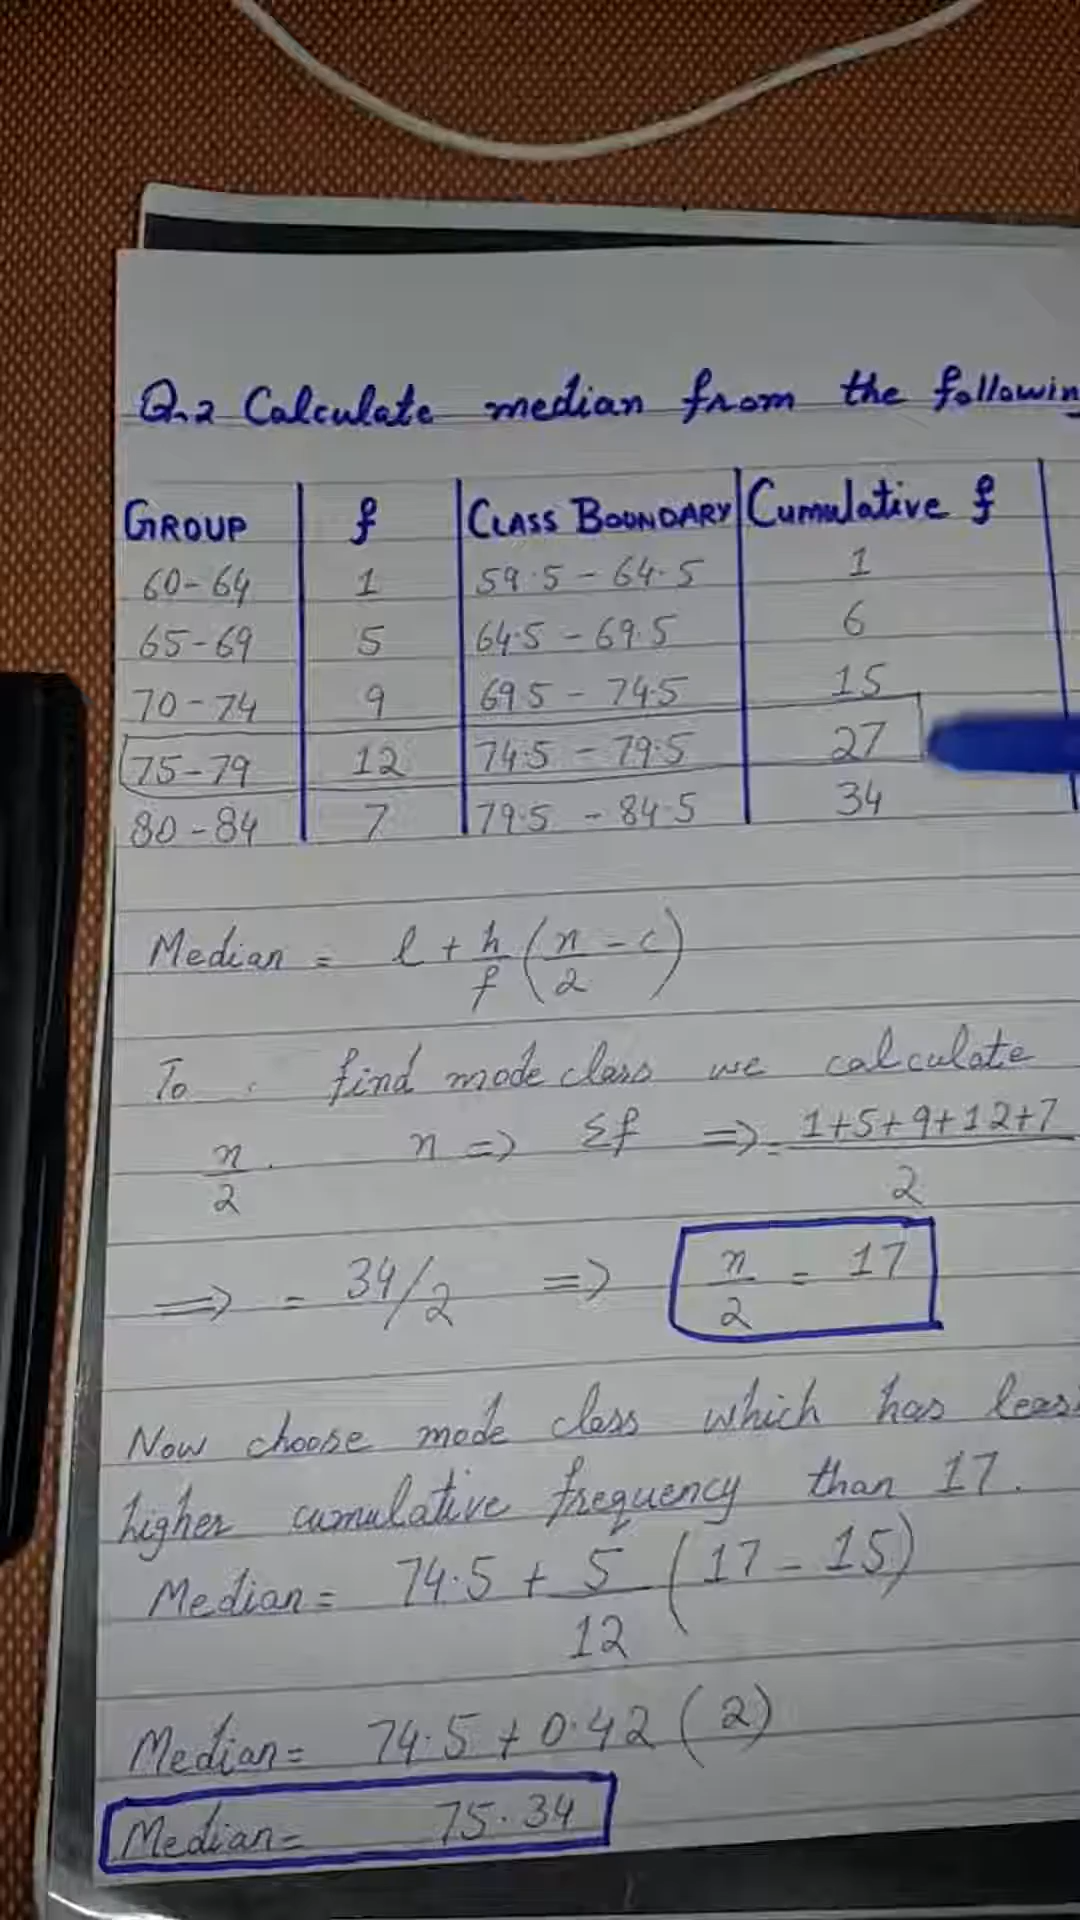 Q.2 Calculate median from the following
GROUP f CLASS BOUNDARY Cumulative f
60-64 1 59.5 - 64.5 1
65-69 5 64.5 - 69.5 6
70-74 9 69.5 - 74.5 15
75-79 12 74.5 - 79.5 27
80-84 7 79.5 - 84.5 34
Median = l + h/f (n/2 - c)
To find mode class we calculate
n/2. n => Σf => = 1+5+9+12+7 / 2
=> = 34/2 => n/2 = 17
Now choose mode class which has leas
higher cumulative frequency than 17.
Median = 74.5 + 5/12 (17 - 15)
Median = 74.5 + 0.42 (2)
Median = 75.34